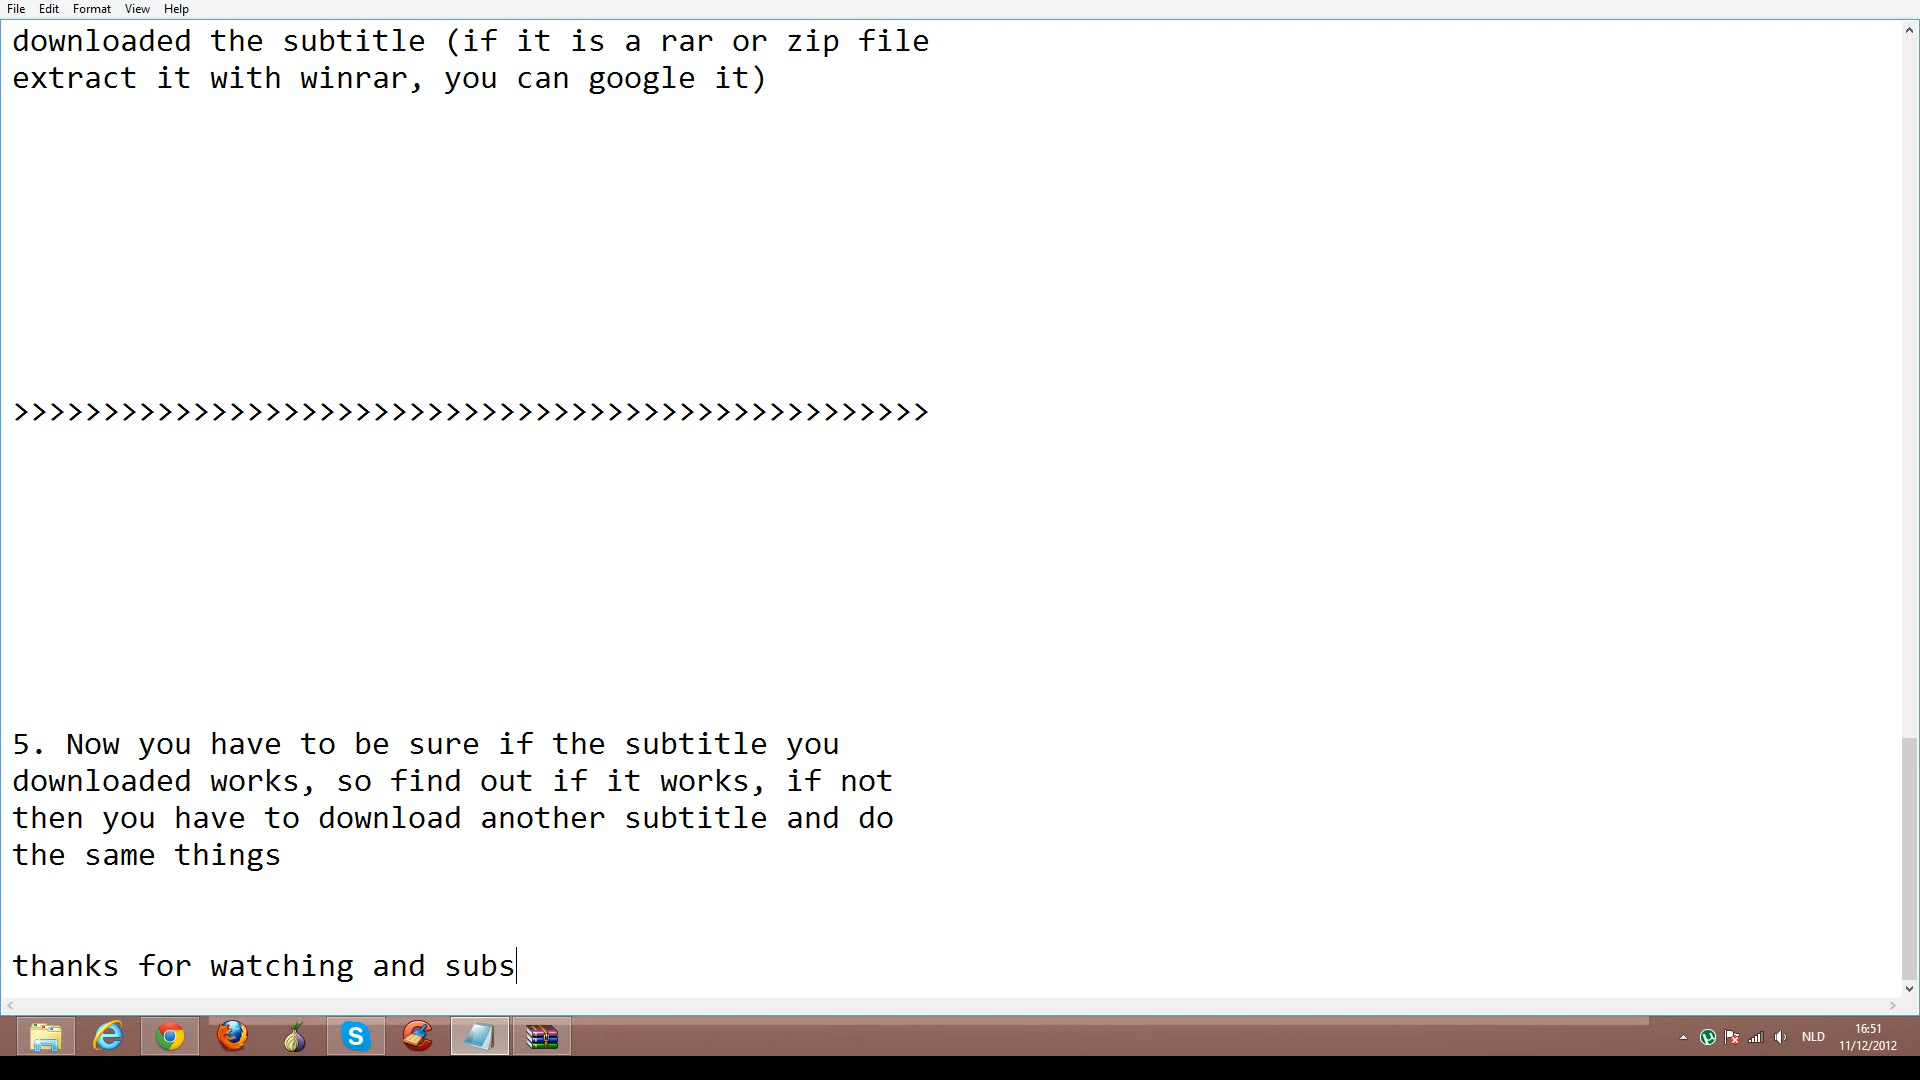 File Edit Format View Help
downloaded the subtitle (if it is a rar or zip file
extract it with winrar, you can google it)
>>>>>>>>>>>>>>>>>>>>>>>>>>>>>>>>>>>>>>>>>>>>>>>>>>>
5. Now you have to be sure if the subtitle you
downloaded works, so find out if it works, if not
then you have to download another subtitle and do
the same things
thanks for watching and subs
NLD
16:51
11/12/2012